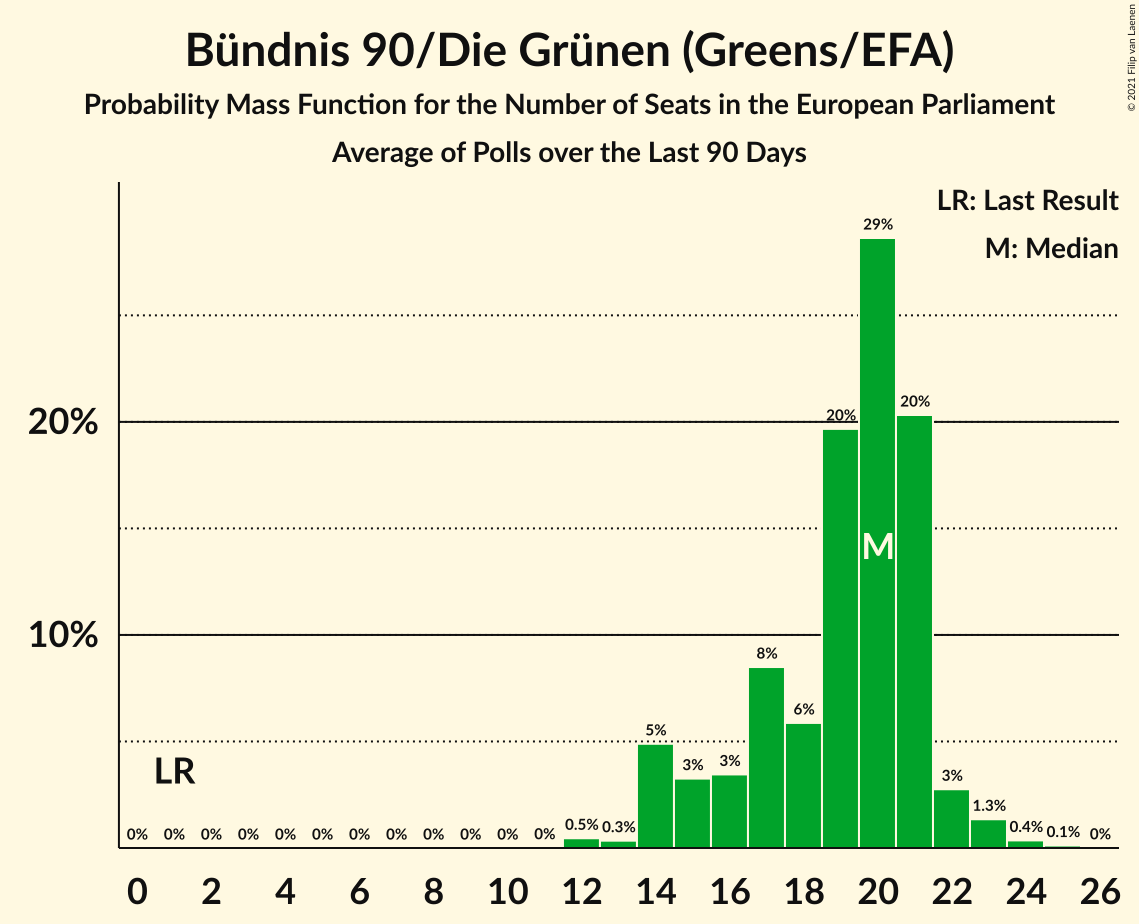 Bündnis 90/Die Grünen (Greens/EFA)
Probability Mass Function for the Number of Seats in the European Parliament
Average of Polls over the Last 90 Days
© 2021 Filip van Laenen
LR: Last Result
M: Median
29%
20%
20% 20%
M
10%
8%
6%
5%
3% 3%
LR
3%
1.3%
0% 0% 0% 0% 0% 0% 0% 0% 0% 0% 0% 0% 0.5% 0.3% 0.4% 0.1% 0%
0 2 4 6 8 10 12 14 16 18 20 22 24 26